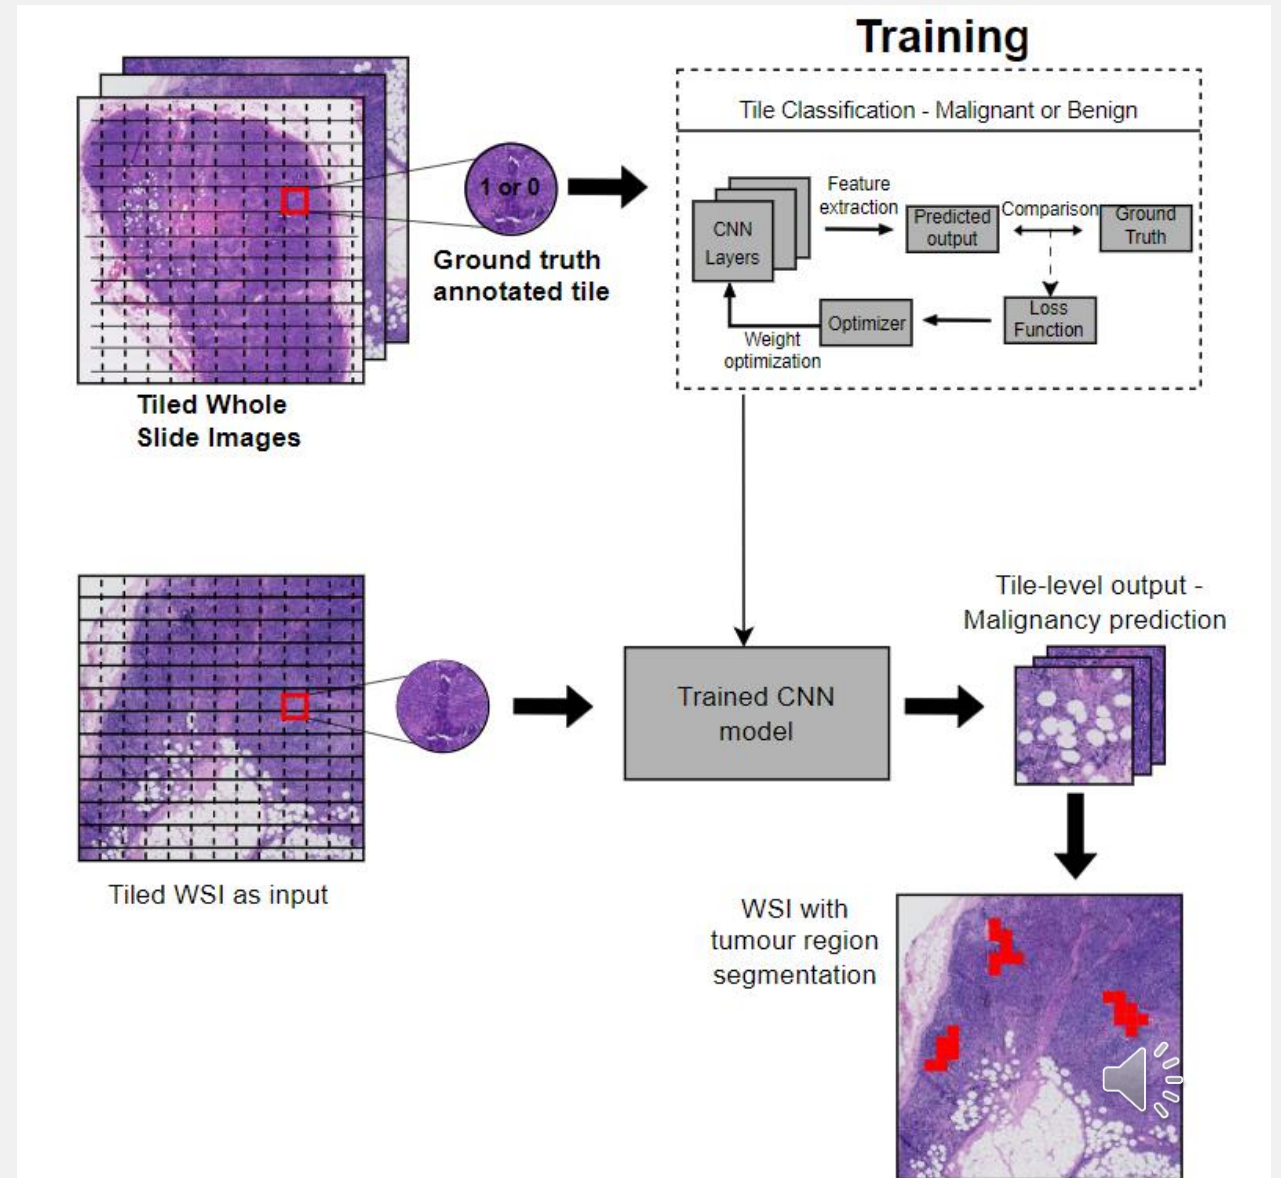 Training
Tile Classification - Malignant or Benign
1 or 0
Ground truth
annotated tile
Tiled Whole
Slide Images
CNN
Layers
Feature
extraction
Predicted
output
Comparison
Ground
Truth
Loss
Function
Optimizer
Weight
optimization
Tiled WSI as input
Trained CNN
model
Tile-level output -
Malignancy prediction
WSI with
tumour region
segmentation